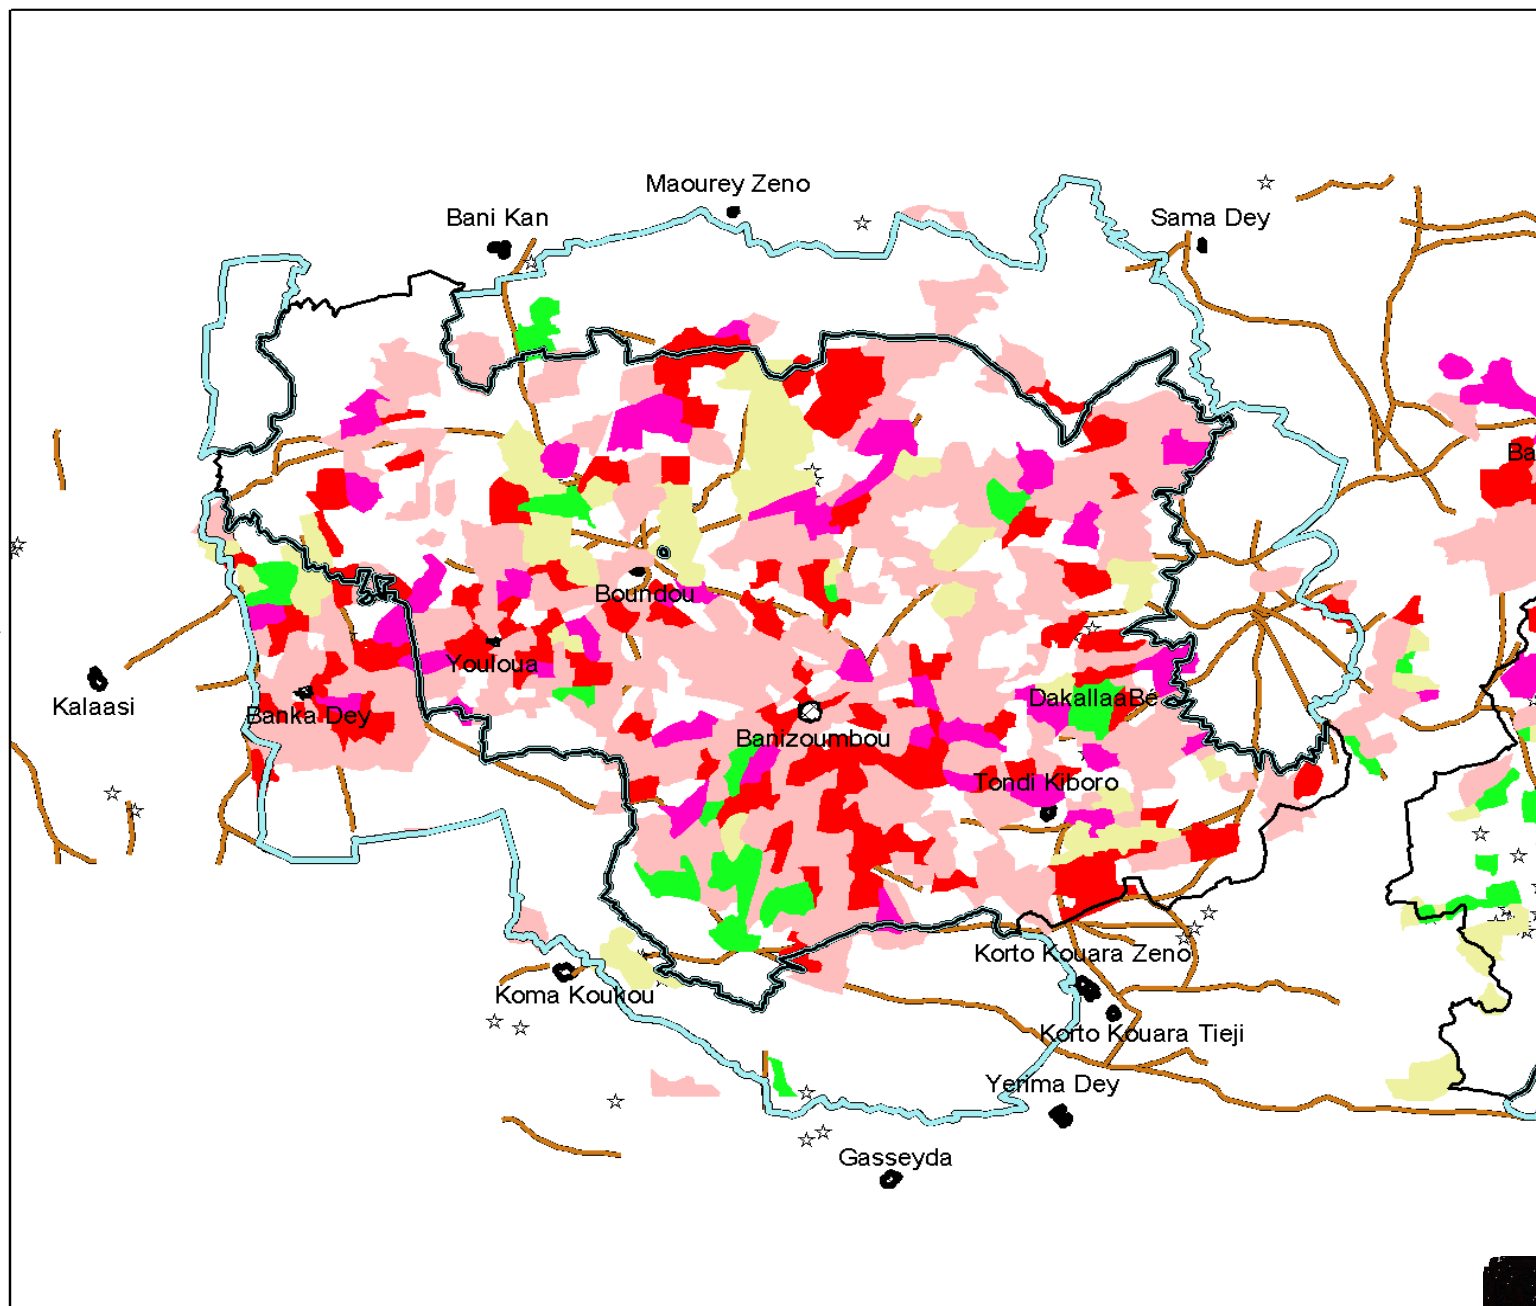 Maourey Zeno
Bani Kan
Sama Dey
Ba
Boundou
Youloua
Kalaasi
Banka Dey
DakallaaBé
Banizoumbou
Tondi Kiboro
Korto Kouara Zeno
Koma Koukou
Korto Kouara Tieji
Yerima Dey
Gasseyda